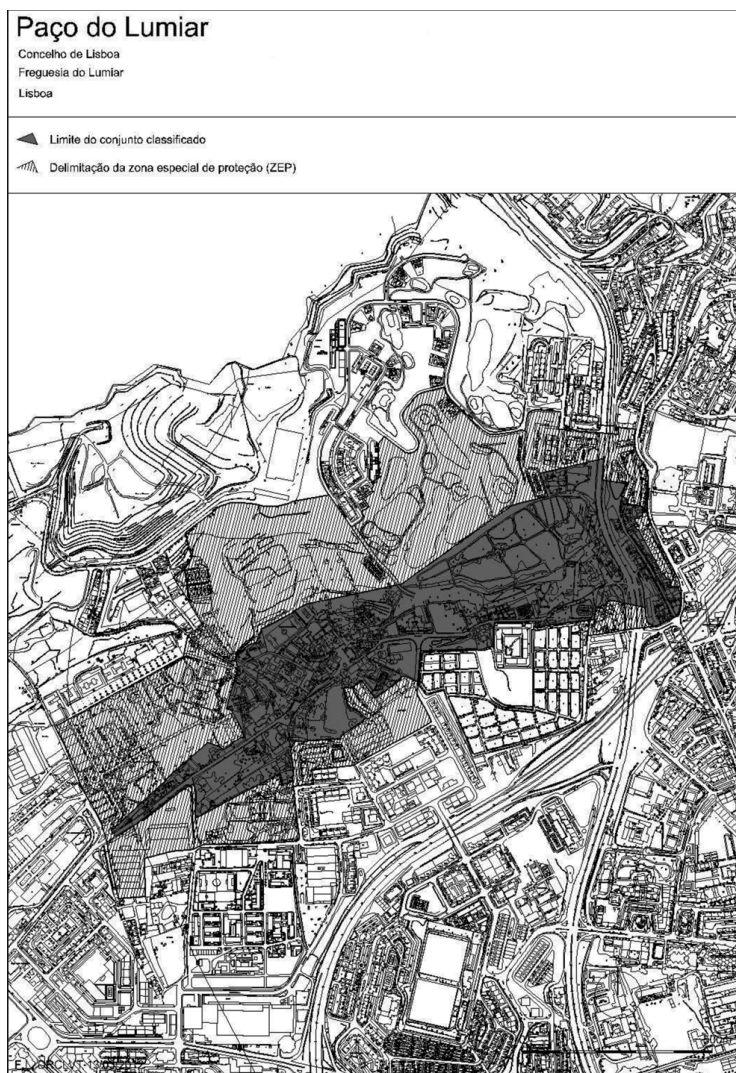 Paço do Lumiar
Concelho de Lisboa
Freguesia do Lumiar
Lisboa
Limite do conjunto classificado
Delimitação da zona especial de proteção (ZEP)